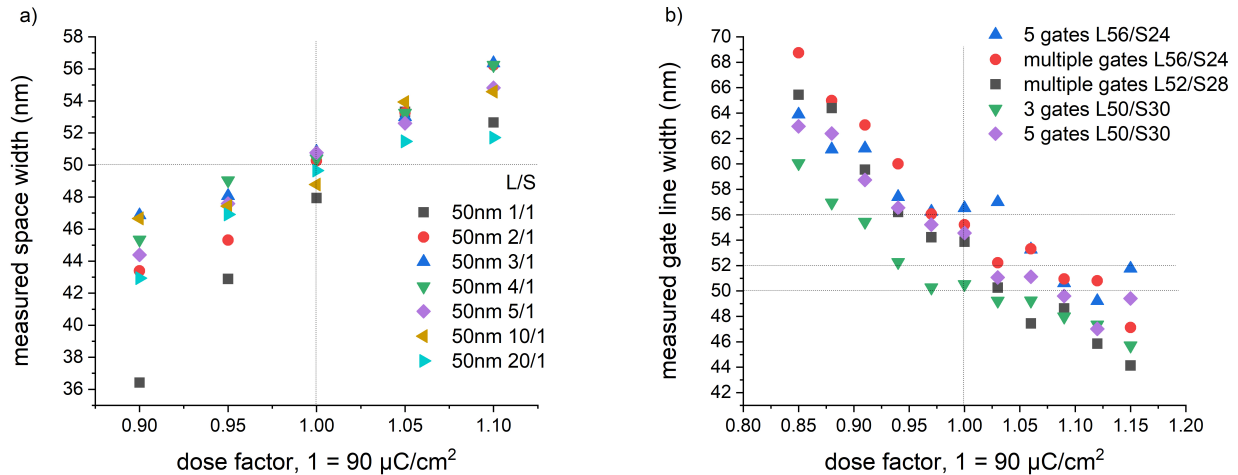 a)
measured space width (nm)
58
56
54
52
50
48
46
44
42
40
38
36
L/S
50nm 1/1
50nm 2/1
50nm 3/1
50nm 4/1
50nm 5/1
50nm 10/1
50nm 20/1
0.90 0.95 1.00 1.05 1.10
dose factor, 1 = 90 µC/cm²
b)
measured gate line width (nm)
70
68
66
64
62
60
58
56
54
52
50
48
46
44
42
5 gates L56/S24
multiple gates L56/S24
multiple gates L52/S28
3 gates L50/S30
5 gates L50/S30
0.80 0.85 0.90 0.95 1.00 1.05 1.10 1.15 1.20
dose factor, 1 = 90 µC/cm²